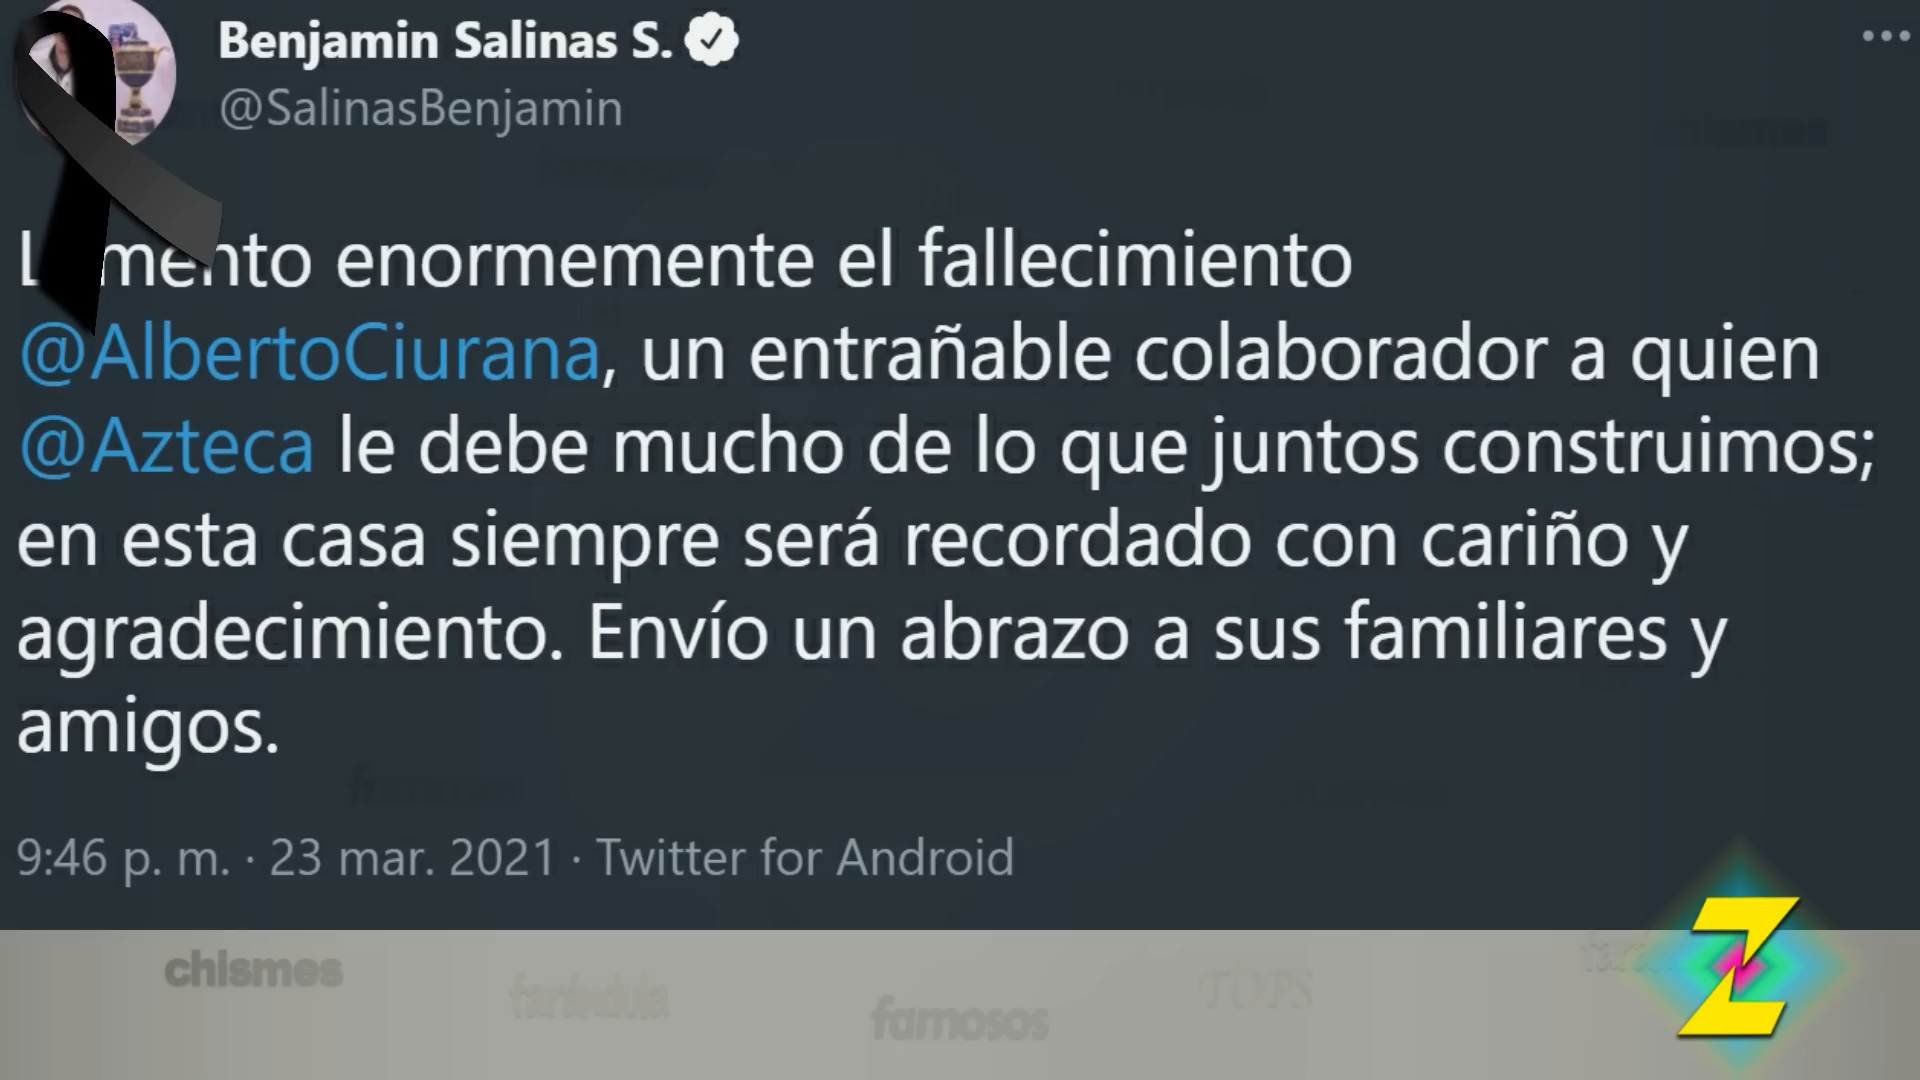 Benjamin Salinas S.
@SalinasBenjamin
mento enormemente el fallecimiento
@AlbertoCiurana, un entrañable colaborador a quien
@Azteca le debe mucho de lo que juntos construimos;
en esta casa siempre será recordado con cariño y
agradecimiento. Envío un abrazo a sus familiares y
amigos.
9:46 p. m. · 23 mar. 2021 · Twitter for Android
chismes
farándula
famosos
TOPS
Z